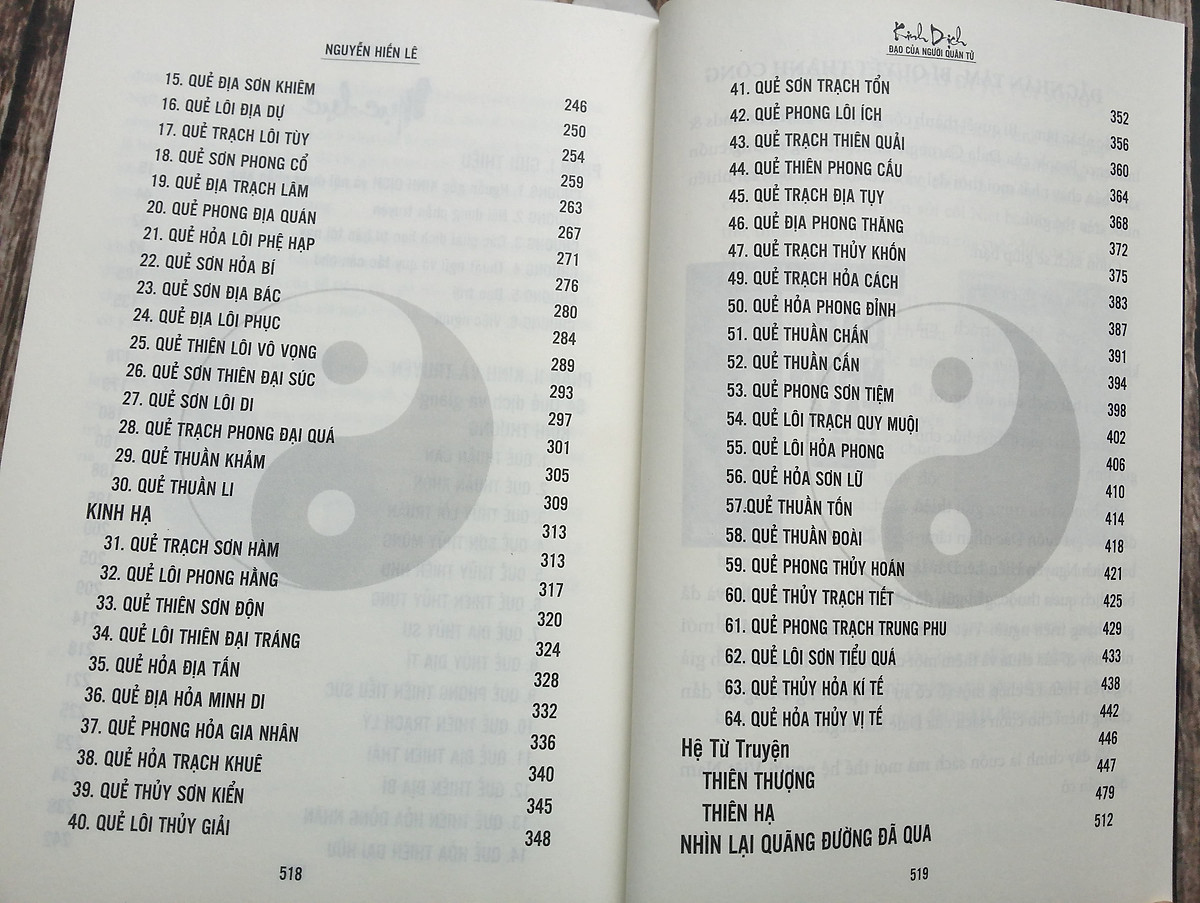 NGUYỄN HIẾN LÊ
15. QUẺ ĐỊA SƠN KHIÊM 246
16. QUẺ LÔI ĐỊA DỰ 250
17. QUẺ TRẠCH LÔI TÙY 254
18. QUẺ SƠN PHONG CỔ 259
19. QUẺ ĐỊA TRẠCH LÂM 263
20. QUẺ PHONG ĐỊA QUÁN 267
21. QUẺ HỎA LÔI PHỆ HẠP 271
22. QUẺ SƠN HỎA BÍ 276
23. QUẺ SƠN ĐỊA BÁC 280
24. QUẺ ĐỊA LÔI PHỤC 284
25. QUẺ THIÊN LÔI VÔ VỌNG 289
26. QUẺ SƠN THIÊN ĐẠI SÚC 293
27. QUẺ SƠN LÔI DI 297
28. QUẺ TRẠCH PHONG ĐẠI QUÁ 301
29. QUẺ THUẦN KHẢM 305
30. QUẺ THUẦN LI 309
KINH HẠ 313
31. QUẺ TRẠCH SƠN HÀM 313
32. QUẺ LÔI PHONG HẰNG 317
33. QUẺ THIÊN SƠN ĐỘN 320
34. QUẺ LÔI THIÊN ĐẠI TRÁNG 324
35. QUẺ HỎA ĐỊA TẤN 328
36. QUẺ ĐỊA HỎA MINH DI 332
37. QUẺ PHONG HỎA GIA NHÂN 336
38. QUẺ HỎA TRẠCH KHUÊ 340
39. QUẺ THỦY SƠN KIỂN 345
40. QUẺ LÔI THỦY GIẢI 348
518
Kinh Dịch
ĐẠO CỦA NGƯỜI QUÂN TỬ
41. QUẺ SƠN TRẠCH TỔN 352
42. QUẺ PHONG LÔI ÍCH 356
43. QUẺ TRẠCH THIÊN QUẢI 360
44. QUẺ THIÊN PHONG CẤU 364
45. QUẺ TRẠCH ĐỊA TỤY 368
46. QUẺ ĐỊA PHONG THĂNG 372
47. QUẺ TRẠCH THỦY KHỐN 375
49. QUẺ TRẠCH HỎA CÁCH 383
50. QUẺ HỎA PHONG ĐỈNH 387
51. QUẺ THUẦN CHẤN 391
52. QUẺ THUẦN CẤN 394
53. QUẺ PHONG SƠN TIỆM 398
54. QUẺ LÔI TRẠCH QUY MUỘI 402
55. QUẺ LÔI HỎA PHONG 406
56. QUẺ HỎA SƠN LỮ 410
57.QUẺ THUẦN TỐN 414
58. QUẺ THUẦN ĐOÀI 418
59. QUẺ PHONG THỦY HOÁN 421
60. QUẺ THỦY TRẠCH TIẾT 425
61. QUẺ PHONG TRẠCH TRUNG PHU 429
62. QUẺ LÔI SƠN TIỂU QUÁ 433
63. QUẺ THỦY HỎA KÍ TẾ 438
64. QUẺ HỎA THỦY VỊ TẾ 442
Hệ Từ Truyện 446
THIÊN THƯỢNG 447
THIÊN HẠ 479
NHÌN LẠI QUÃNG ĐƯỜNG ĐÃ QUA 512
519